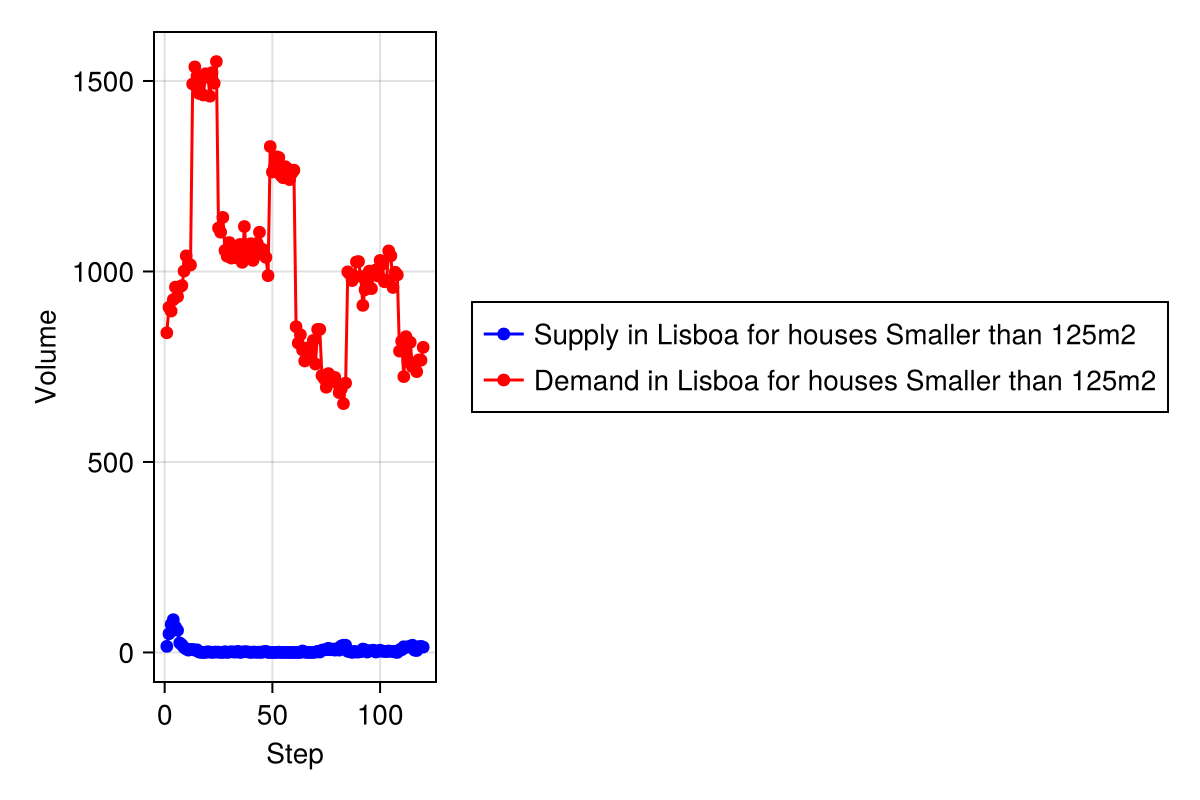 1500
1000
500
0
Volume
0 50 100
Step
Supply in Lisboa for houses Smaller than 125m2
Demand in Lisboa for houses Smaller than 125m2